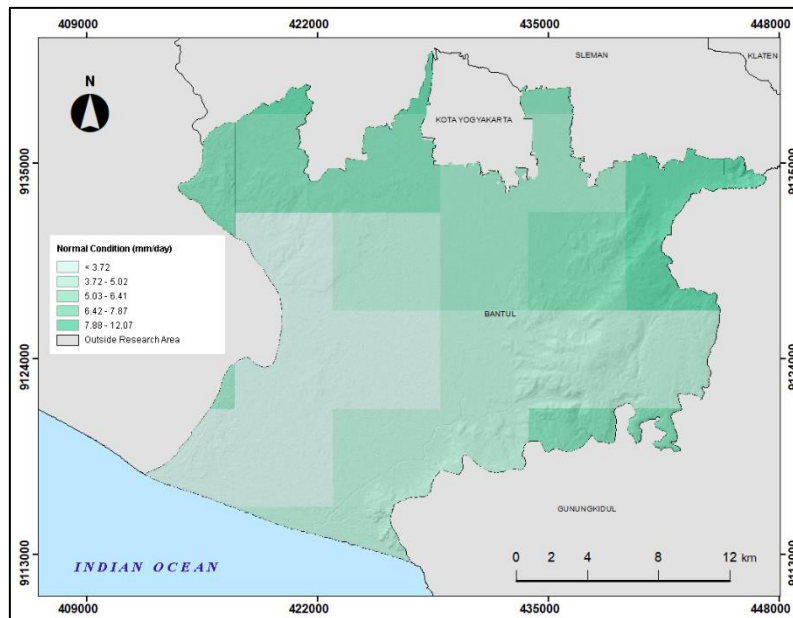 409000
422000
435000
448000
SLEMAN
KLATEN
N
KOTA YOGYAKARTA
9135000
9135000
Normal Condition (mm/day)
< 3.72
3.72 - 5.02
5.03 - 6.41
6.42 - 7.87
7.88 - 12.07
Outside Research Area
BANTUL
9124000
9124000
GUNUNGKIDUL
9113000
9113000
INDIAN OCEAN
0 2 4 8 12 km
409000
422000
435000
448000